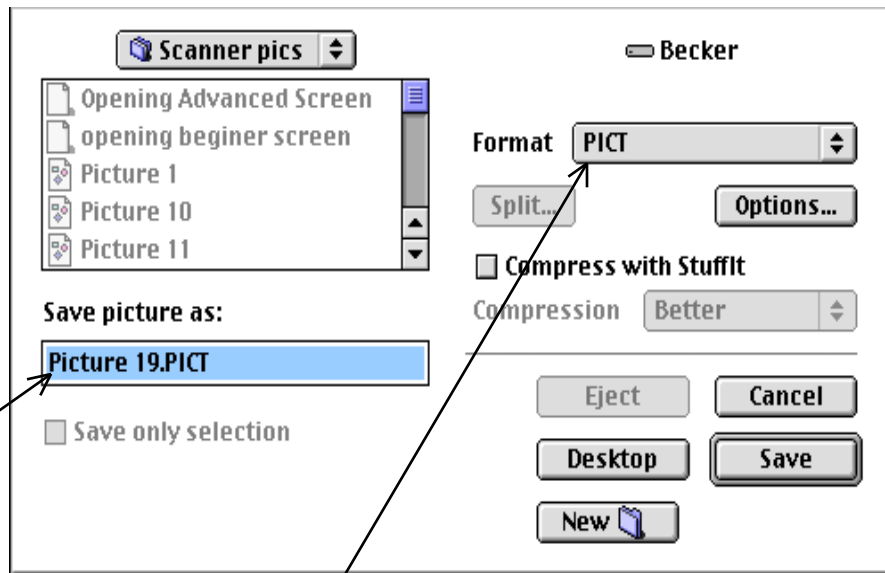 Scanner pics
Becker
Opening Advanced Screen
opening beginer screen
Picture 1
Picture 10
Picture 11
Format PICT
Split... Options...
Compress with StuffIt
Compression Better
Save picture as:
Picture 19.PICT
Save only selection
Eject Cancel
Desktop Save
New